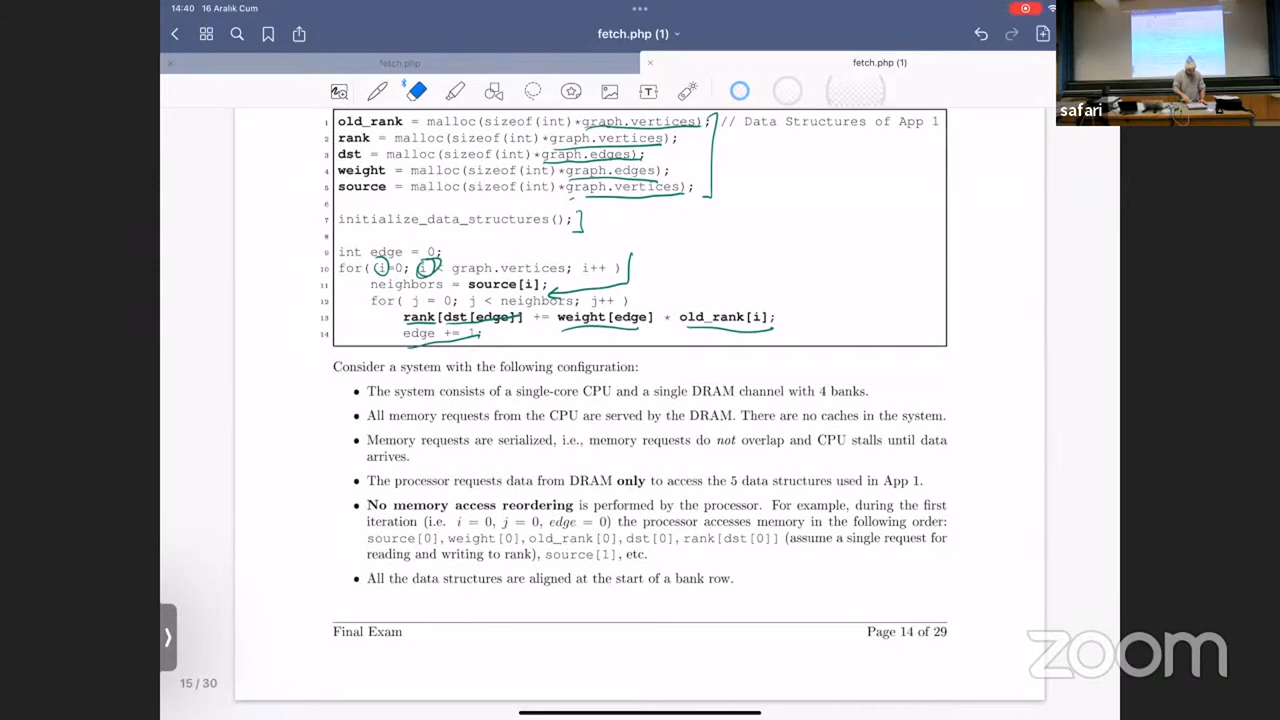 14:40 16 Aralık Cum
fetch.php (1)
fetch.php
fetch.php (1)
safari
1 old_rank = malloc(sizeof(int)*graph.vertices); // Data Structures of App 1
2 rank = malloc(sizeof(int)*graph.vertices);
3 dst = malloc(sizeof(int)*graph.edges);
4 weight = malloc(sizeof(int)*graph.edges);
5 source = malloc(sizeof(int)*graph.vertices);
6
7 initialize_data_structures();
8
9 int edge = 0;
10 for( i=0; i < graph.vertices; i++ )
11 neighbors = source[i];
12 for( j = 0; j < neighbors; j++ )
13 rank[dst[edge]] += weight[edge] * old_rank[i];
14 edge += 1;
Consider a system with the following configuration:
• The system consists of a single-core CPU and a single DRAM channel with 4 banks.
• All memory requests from the CPU are served by the DRAM. There are no caches in the system.
• Memory requests are serialized, i.e., memory requests do not overlap and CPU stalls until data
arrives.
• The processor requests data from DRAM only to access the 5 data structures used in App 1.
• No memory access reordering is performed by the processor. For example, during the first
iteration (i.e. i = 0, j = 0, edge = 0) the processor accesses memory in the following order:
source[0], weight[0], old_rank[0], dst[0], rank[dst[0]] (assume a single request for
reading and writing to rank), source[1], etc.
• All the data structures are aligned at the start of a bank row.
Final Exam Page 14 of 29
15 / 30
zoom